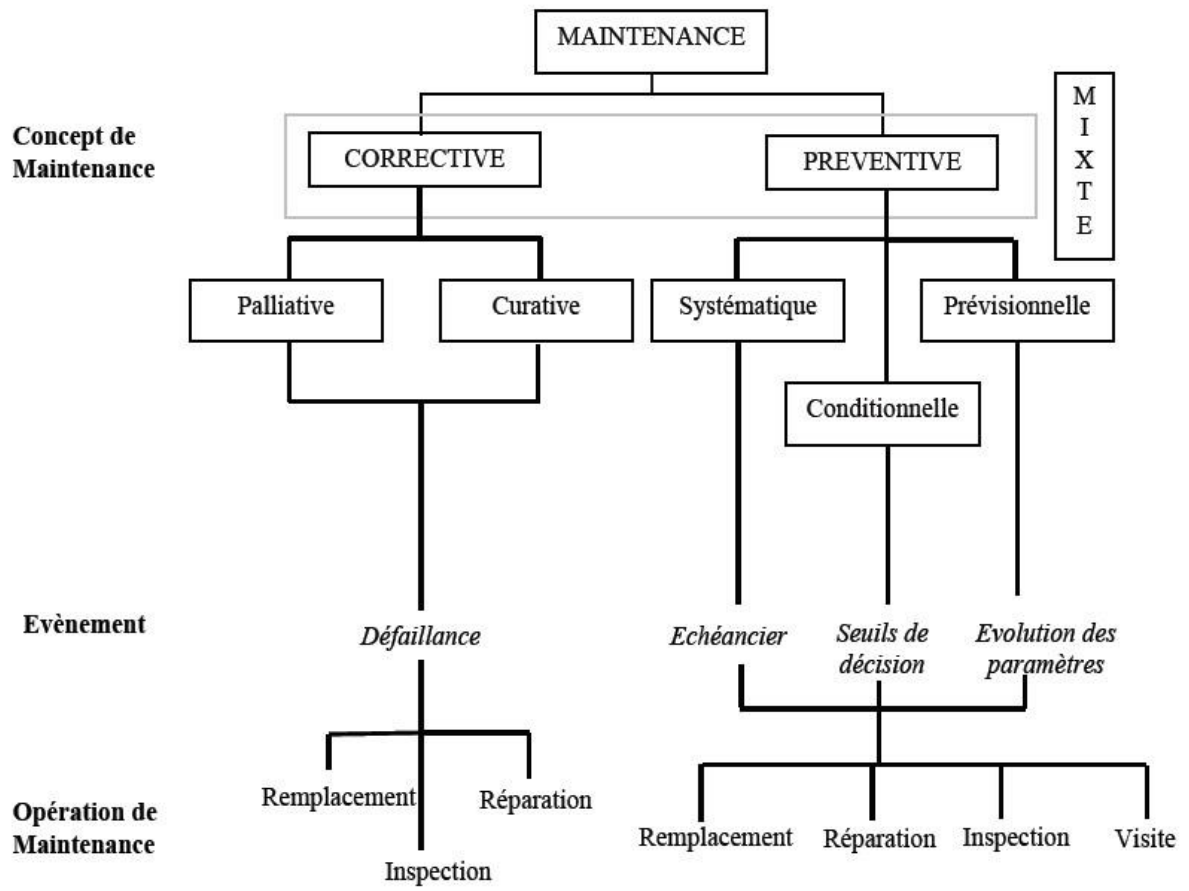 MAINTENANCE
MIXTE
Concept de
Maintenance
CORRECTIVE
PREVENTIVE
Palliative
Curative
Systématique
Prévisionnelle
Conditionnelle
Evènement
Défaillance
Echéancier
Seuils de
décision
Evolution des
paramètres
Opération de
Maintenance
Remplacement
Réparation
Inspection
Remplacement
Réparation
Inspection
Visite